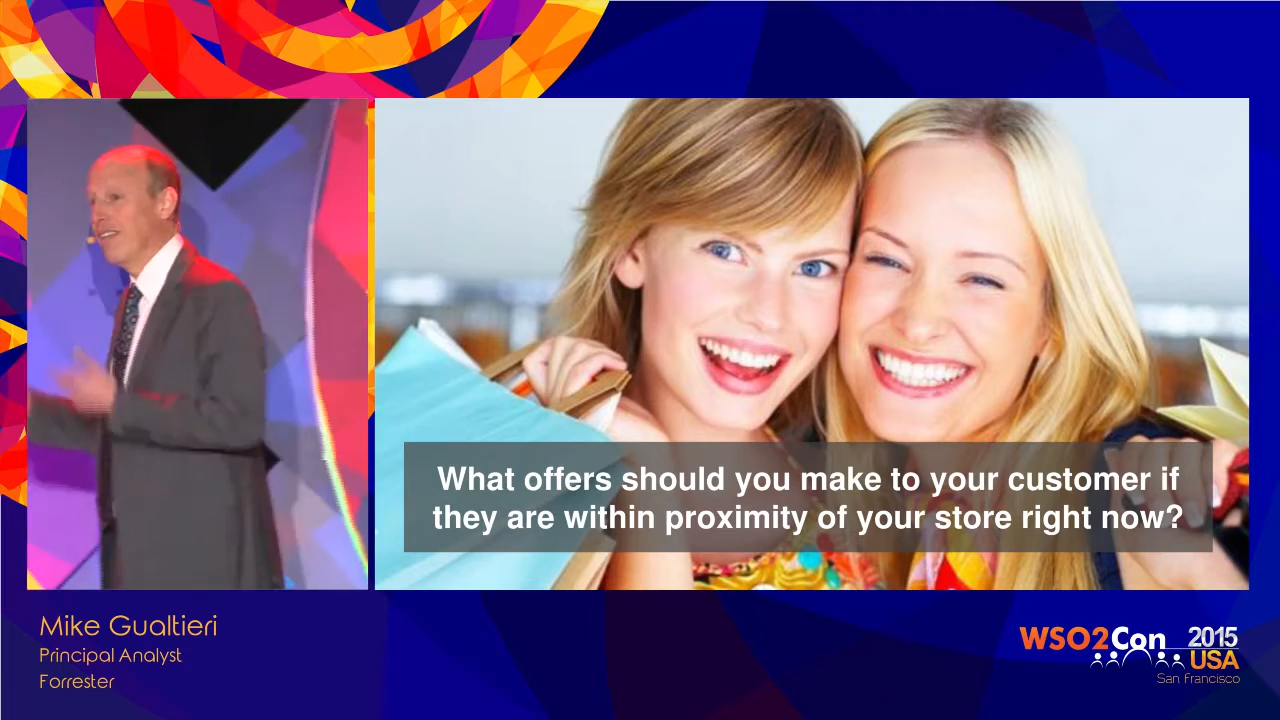 What offers should you make to your customer if
they are within proximity of your store right now?
Mike Gualtieri
Principal Analyst
Forrester
WSO2Con 2015
USA
San Francisco